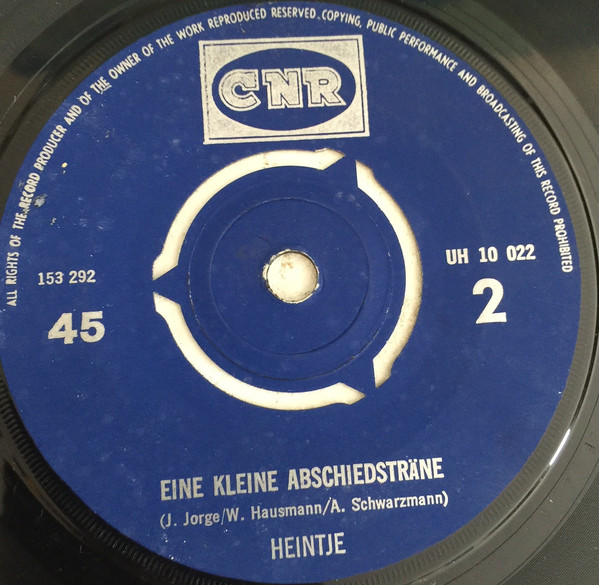 ALL RIGHTS OF THE RECORD PRODUCER AND OF THE OWNER OF THE WORK REPRODUCED RESERVED. COPYING, PUBLIC PERFORMANCE AND BROADCASTING OF THIS RECORD PROHIBITED
CNR
153 292
UH 10 022
45
2
EINE KLEINE ABSCHIEDSTRÄNE
(J. Jorge/W. Hausmann/A. Schwarzmann)
HEINTJE